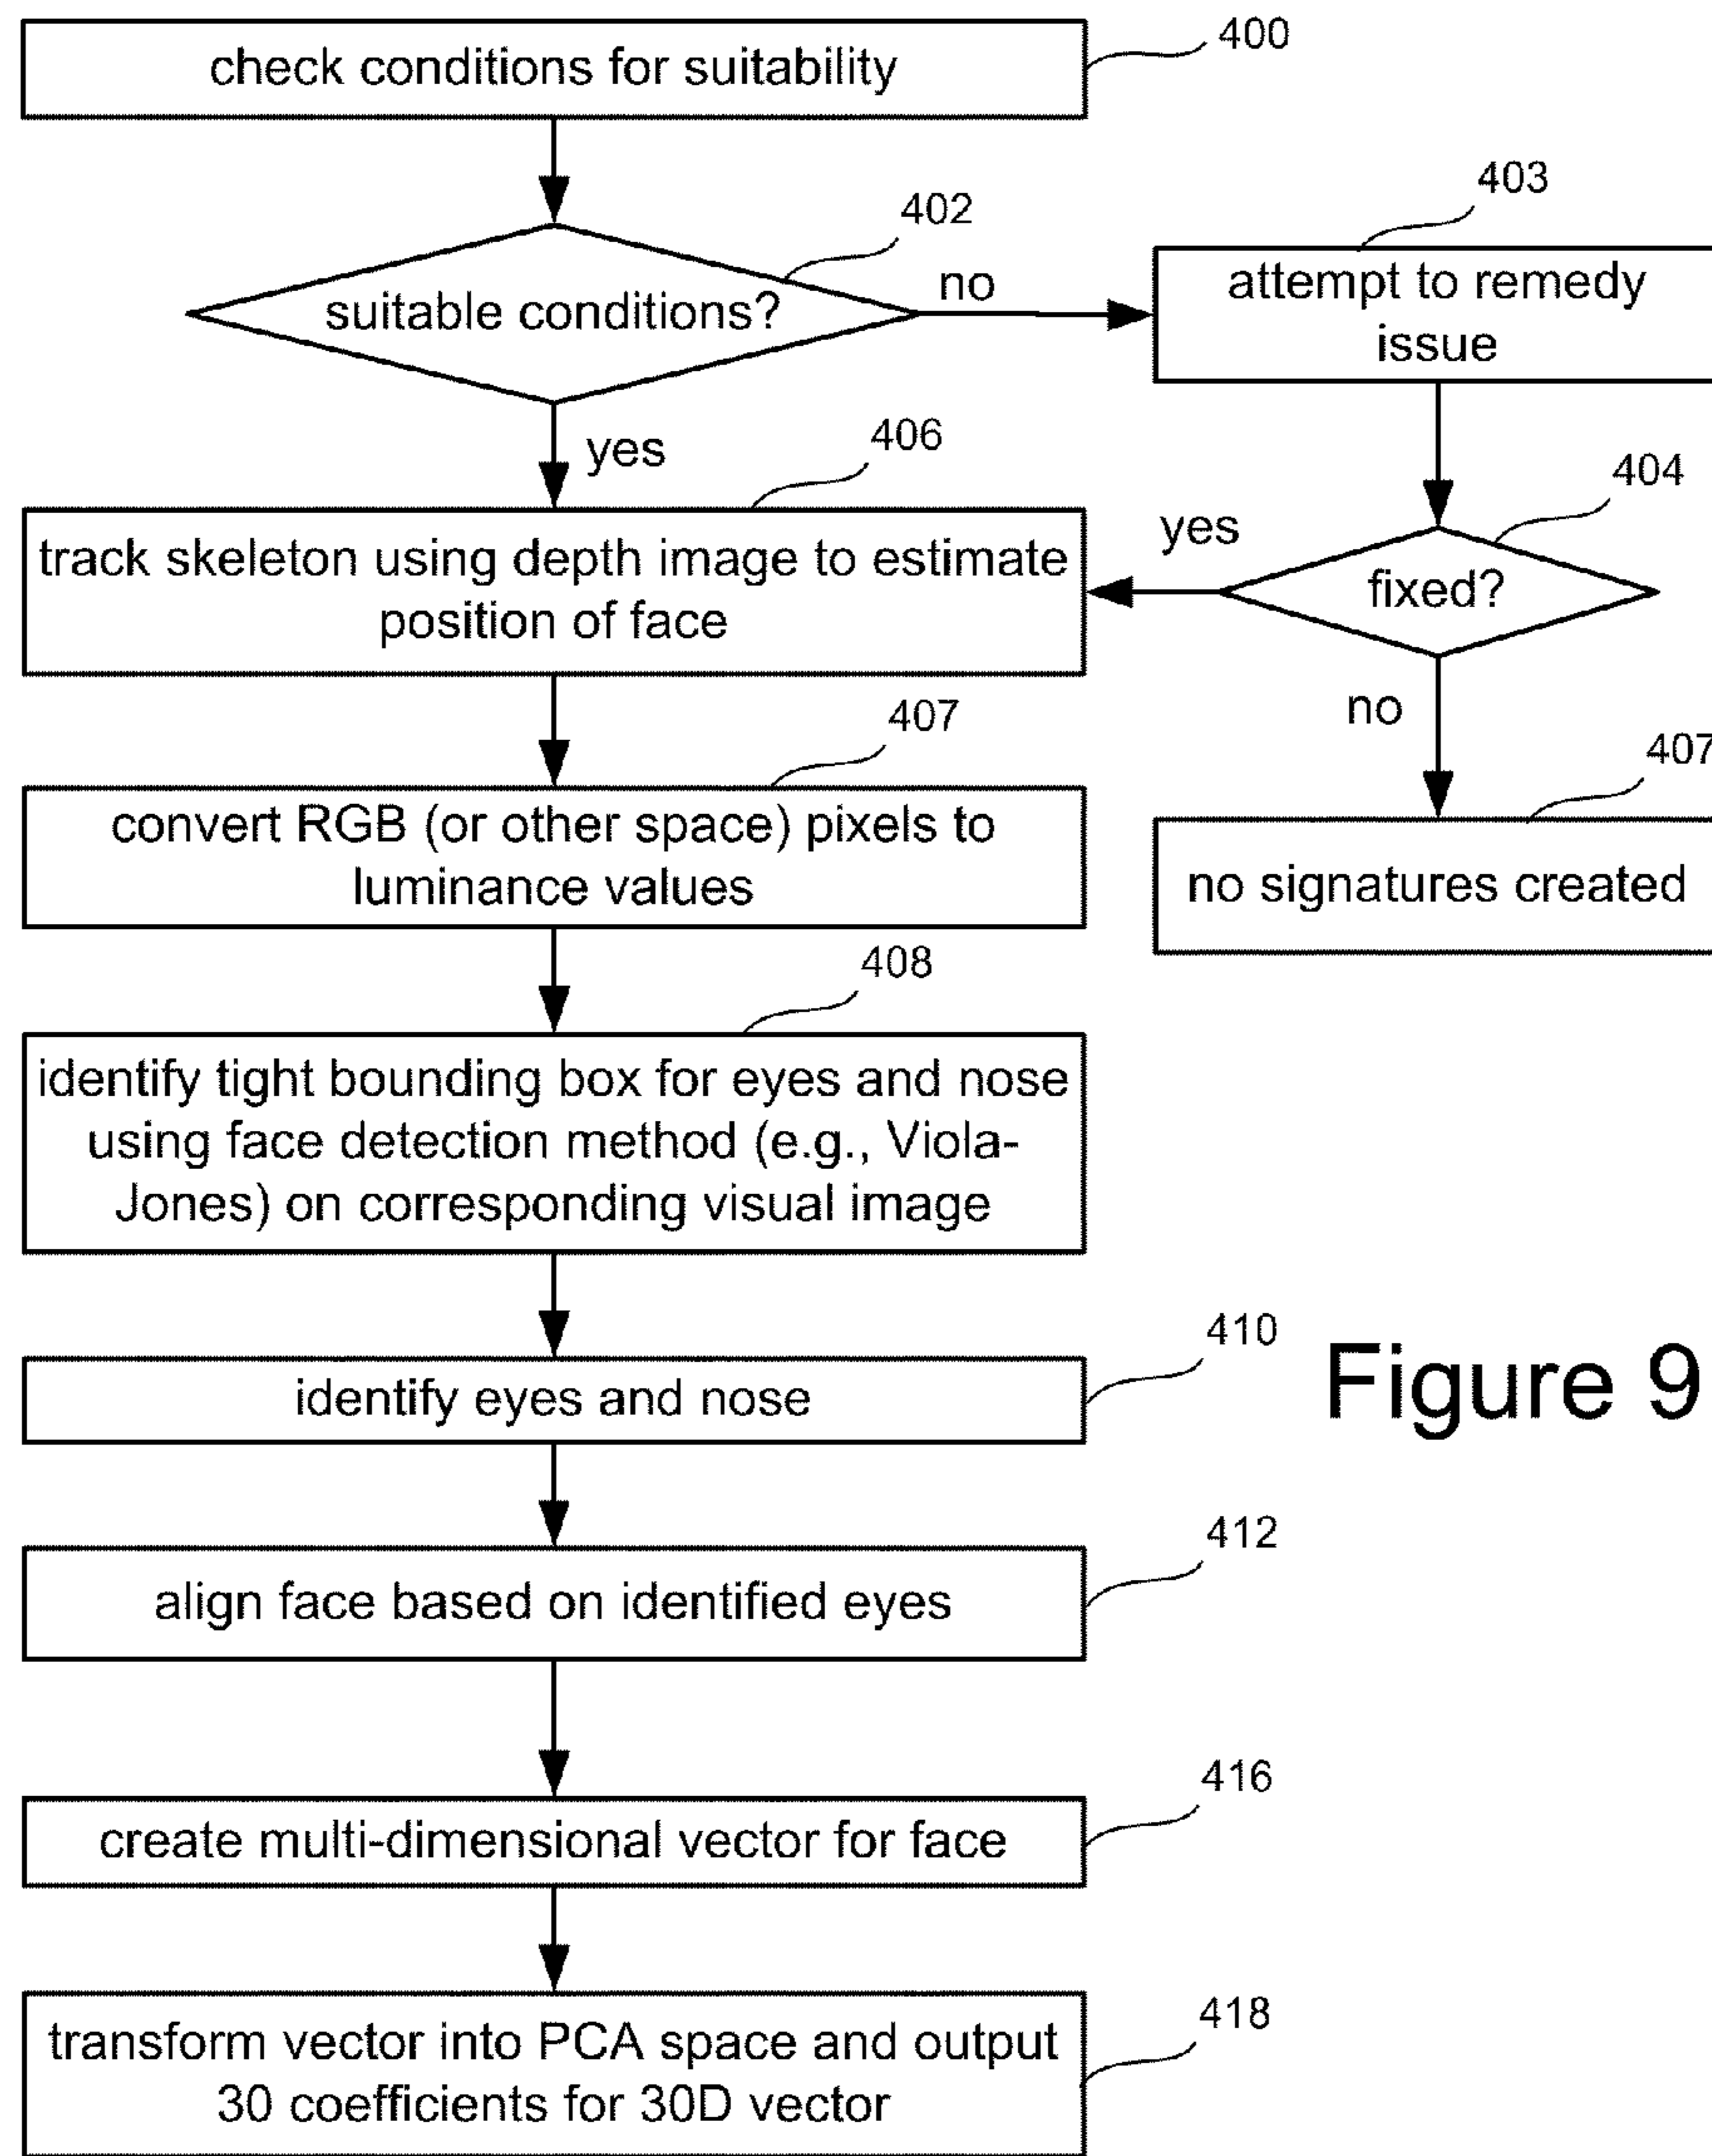 check conditions for suitability
400
402
suitable conditions?
no
403
attempt to remedy
issue
yes
406
404
yes
fixed?
track skeleton using depth image to estimate
position of face
no
407
convert RGB (or other space) pixels to
luminance values
407
no signatures created
408
identify tight bounding box for eyes and nose
using face detection method (e.g., Viola-
Jones) on corresponding visual image
410
identify eyes and nose
Figure 9
412
align face based on identified eyes
416
create multi-dimensional vector for face
418
transform vector into PCA space and output
30 coefficients for 30D vector